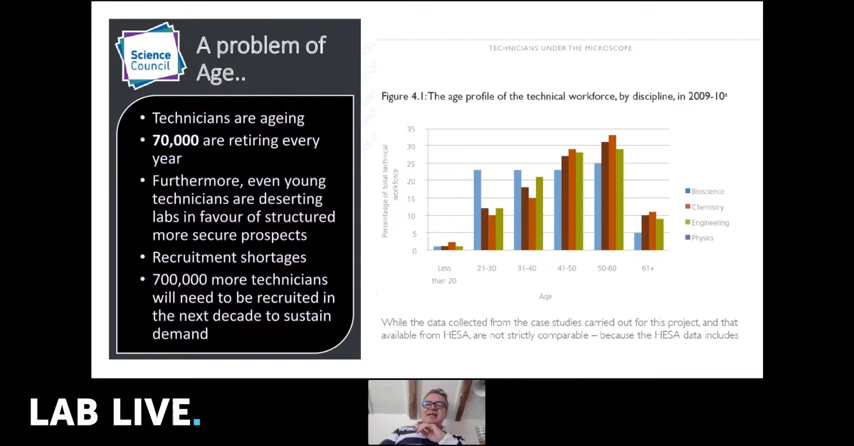 Science
Council
A problem of
Age..
• Technicians are ageing
• 70,000 are retiring every
year
• Furthermore, even young
technicians are deserting
labs in favour of structured
more secure prospects
• Recruitment shortages
• 700,000 more technicians
will need to be recruited in
the next decade to sustain
demand
TECHNICIANS UNDER THE MICROSCOPE
Figure 4.1: The age profile of the technical workforce, by discipline, in 2009-10⁹
Percentage of total technical
workforce
35
30
25
20
15
10
5
0
Less
than 20
21-30
31-40
41-50
50-60
61+
Age
Bioscience
Chemistry
Engineering
Physics
While the data collected from the case studies carried out for this project, and that
available from HESA, are not strictly comparable – because the HESA data includes
LAB LIVE.